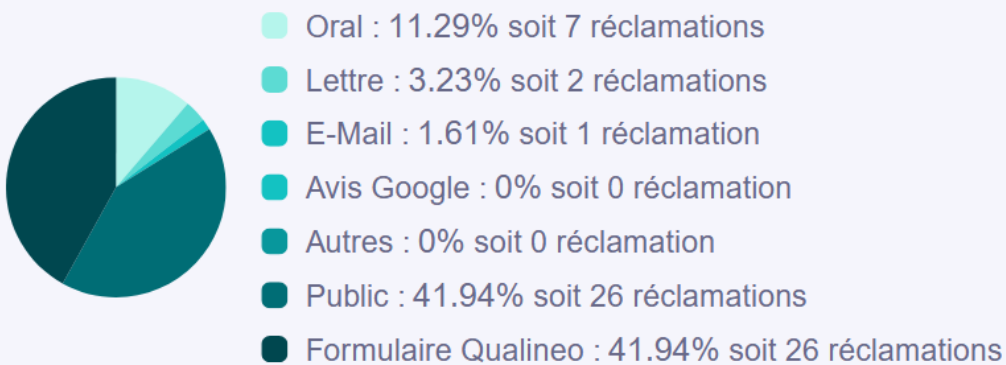 Oral : 11.29% soit 7 réclamations
Lettre : 3.23% soit 2 réclamations
E-Mail : 1.61% soit 1 réclamation
Avis Google : 0% soit 0 réclamation
Autres : 0% soit 0 réclamation
Public : 41.94% soit 26 réclamations
Formulaire Qualineo : 41.94% soit 26 réclamations